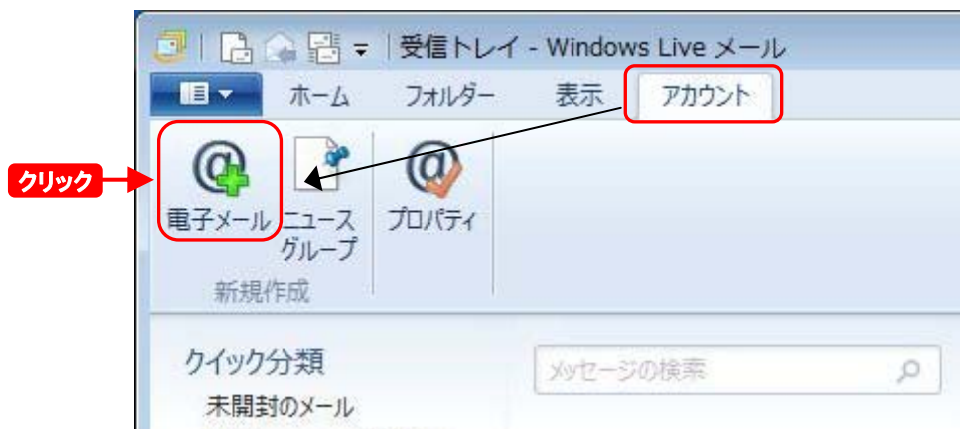 受信トレイ - Windows Live メール
ホーム フォルダー 表示 アカウント
クリック
電子メール ニュース プロパティ
グループ
新規作成
クイック分類 メッセージの検索
未開封のメール